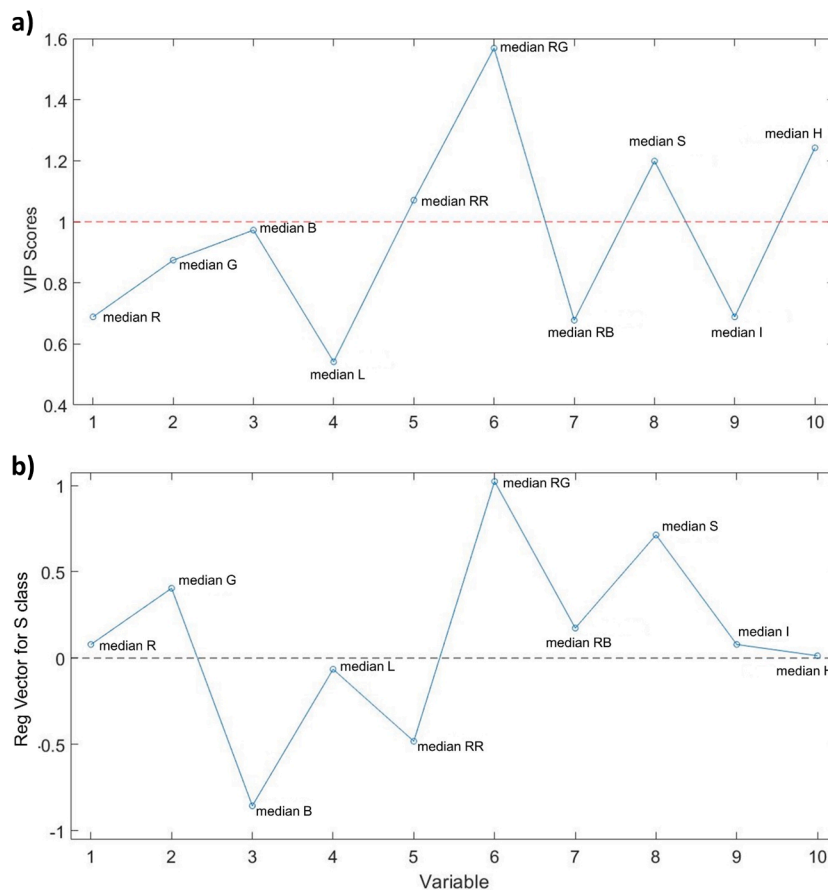 a)
1.6
1.4
1.2
1
0.8
0.6
0.4
VIP Scores
median R
median G
median B
median L
median RR
median RG
median RB
median S
median I
median H
1 2 3 4 5 6 7 8 9 10
b)
1
0.5
0
-0.5
-1
Reg Vector for S class
median R
median G
median B
median L
median RR
median RG
median RB
median S
median I
median H
1 2 3 4 5 6 7 8 9 10
Variable